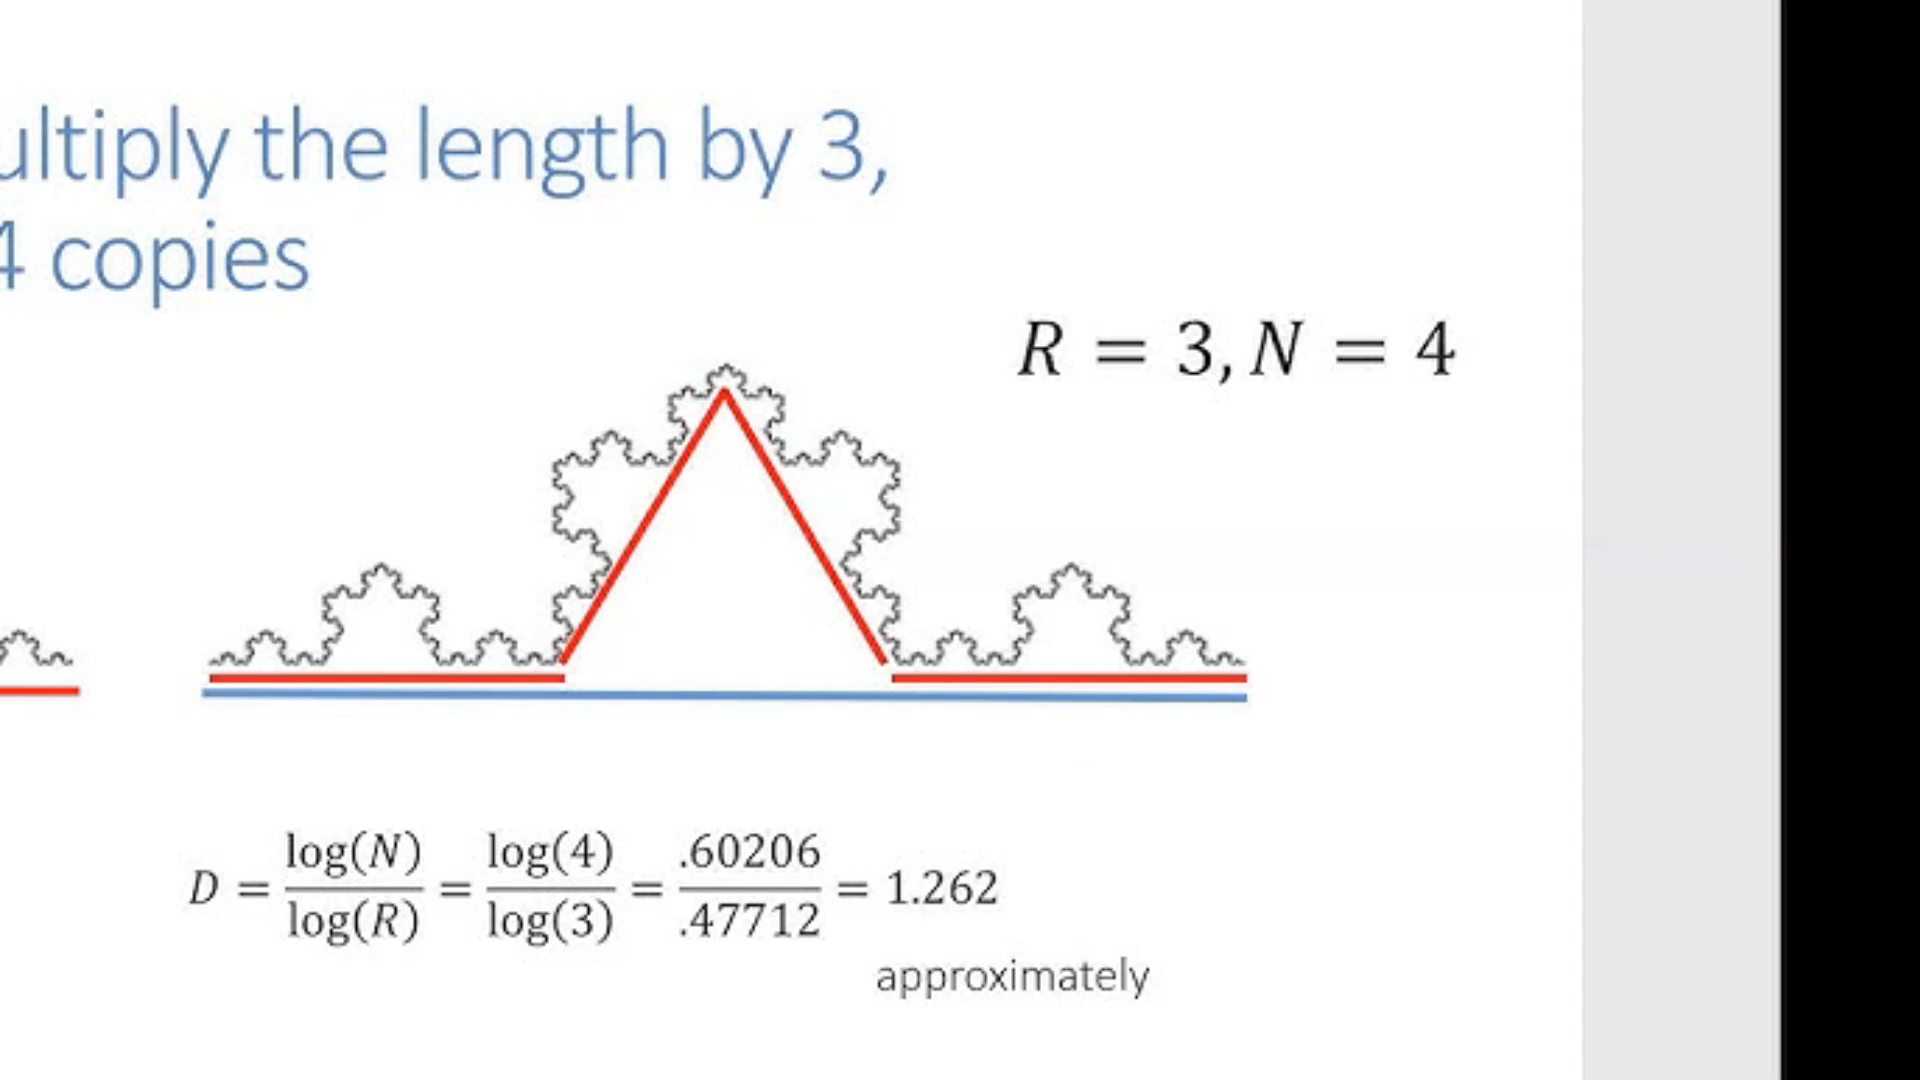 ultiply the length by 3,
4 copies
R = 3, N = 4
D = log(N)/log(R) = log(4)/log(3) = .60206/.47712 = 1.262
approximately